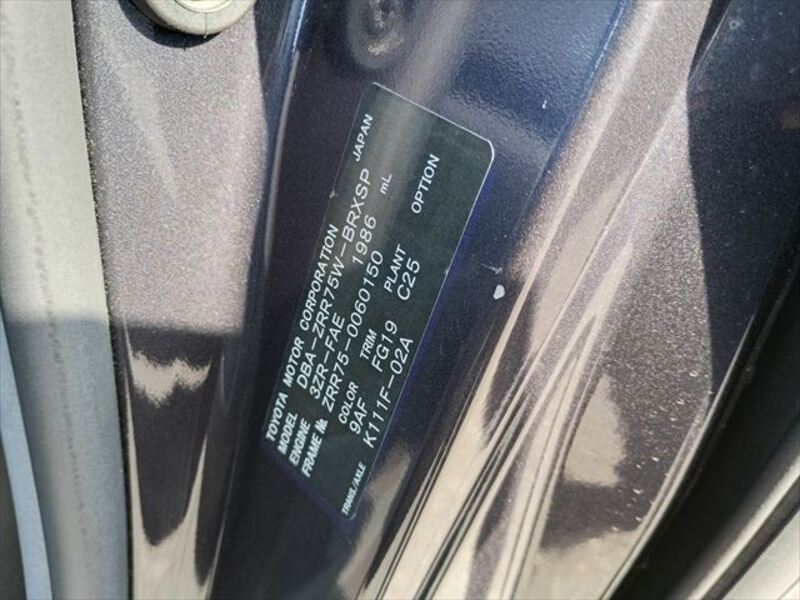 TOYOTA MOTOR CORPORATION JAPAN
MODEL DBA-ZRR75W-BRXSP
ENGINE 3ZR-FAE 1986 mL
FRAME No. ZRR75-0060150
COLOR TRIM PLANT OPTION
9AF FG19 C25
TRANS./AXLE K111F-02A